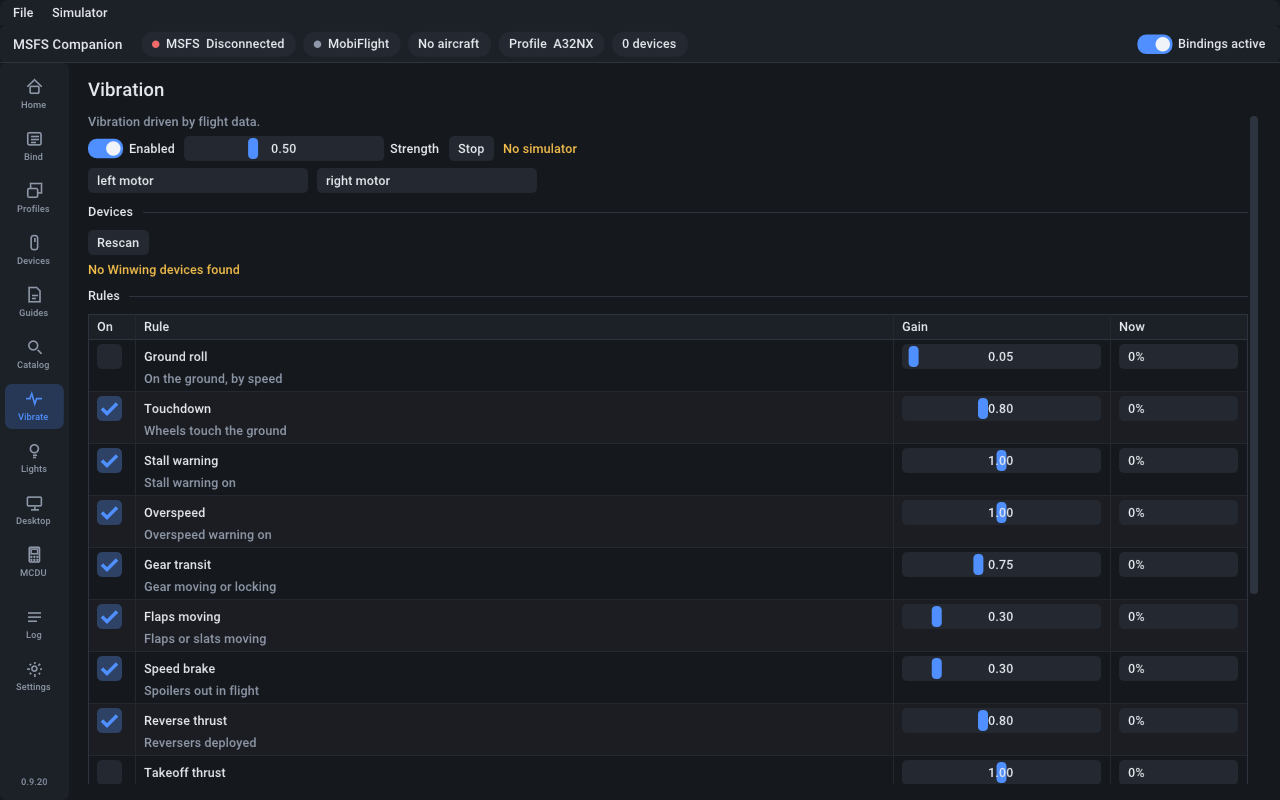 File Simulator
MSFS Companion MSFS Disconnected MobiFlight No aircraft Profile A32NX 0 devices Bindings active
Home
Bind
Profiles
Devices
Guides
Catalog
Vibrate
Lights
Desktop
MCDU
Log
Settings
0.9.20
Vibration
Vibration driven by flight data.
Enabled 0.50 Strength Stop No simulator
left motor right motor
Devices
Rescan
No Winwing devices found
Rules
On Rule Gain Now
Ground roll 0.05 0%
On the ground, by speed
Touchdown 0.80 0%
Wheels touch the ground
Stall warning 1.00 0%
Stall warning on
Overspeed 1.00 0%
Overspeed warning on
Gear transit 0.75 0%
Gear moving or locking
Flaps moving 0.30 0%
Flaps or slats moving
Speed brake 0.30 0%
Spoilers out in flight
Reverse thrust 0.80 0%
Reversers deployed
Takeoff thrust 1.00 0%